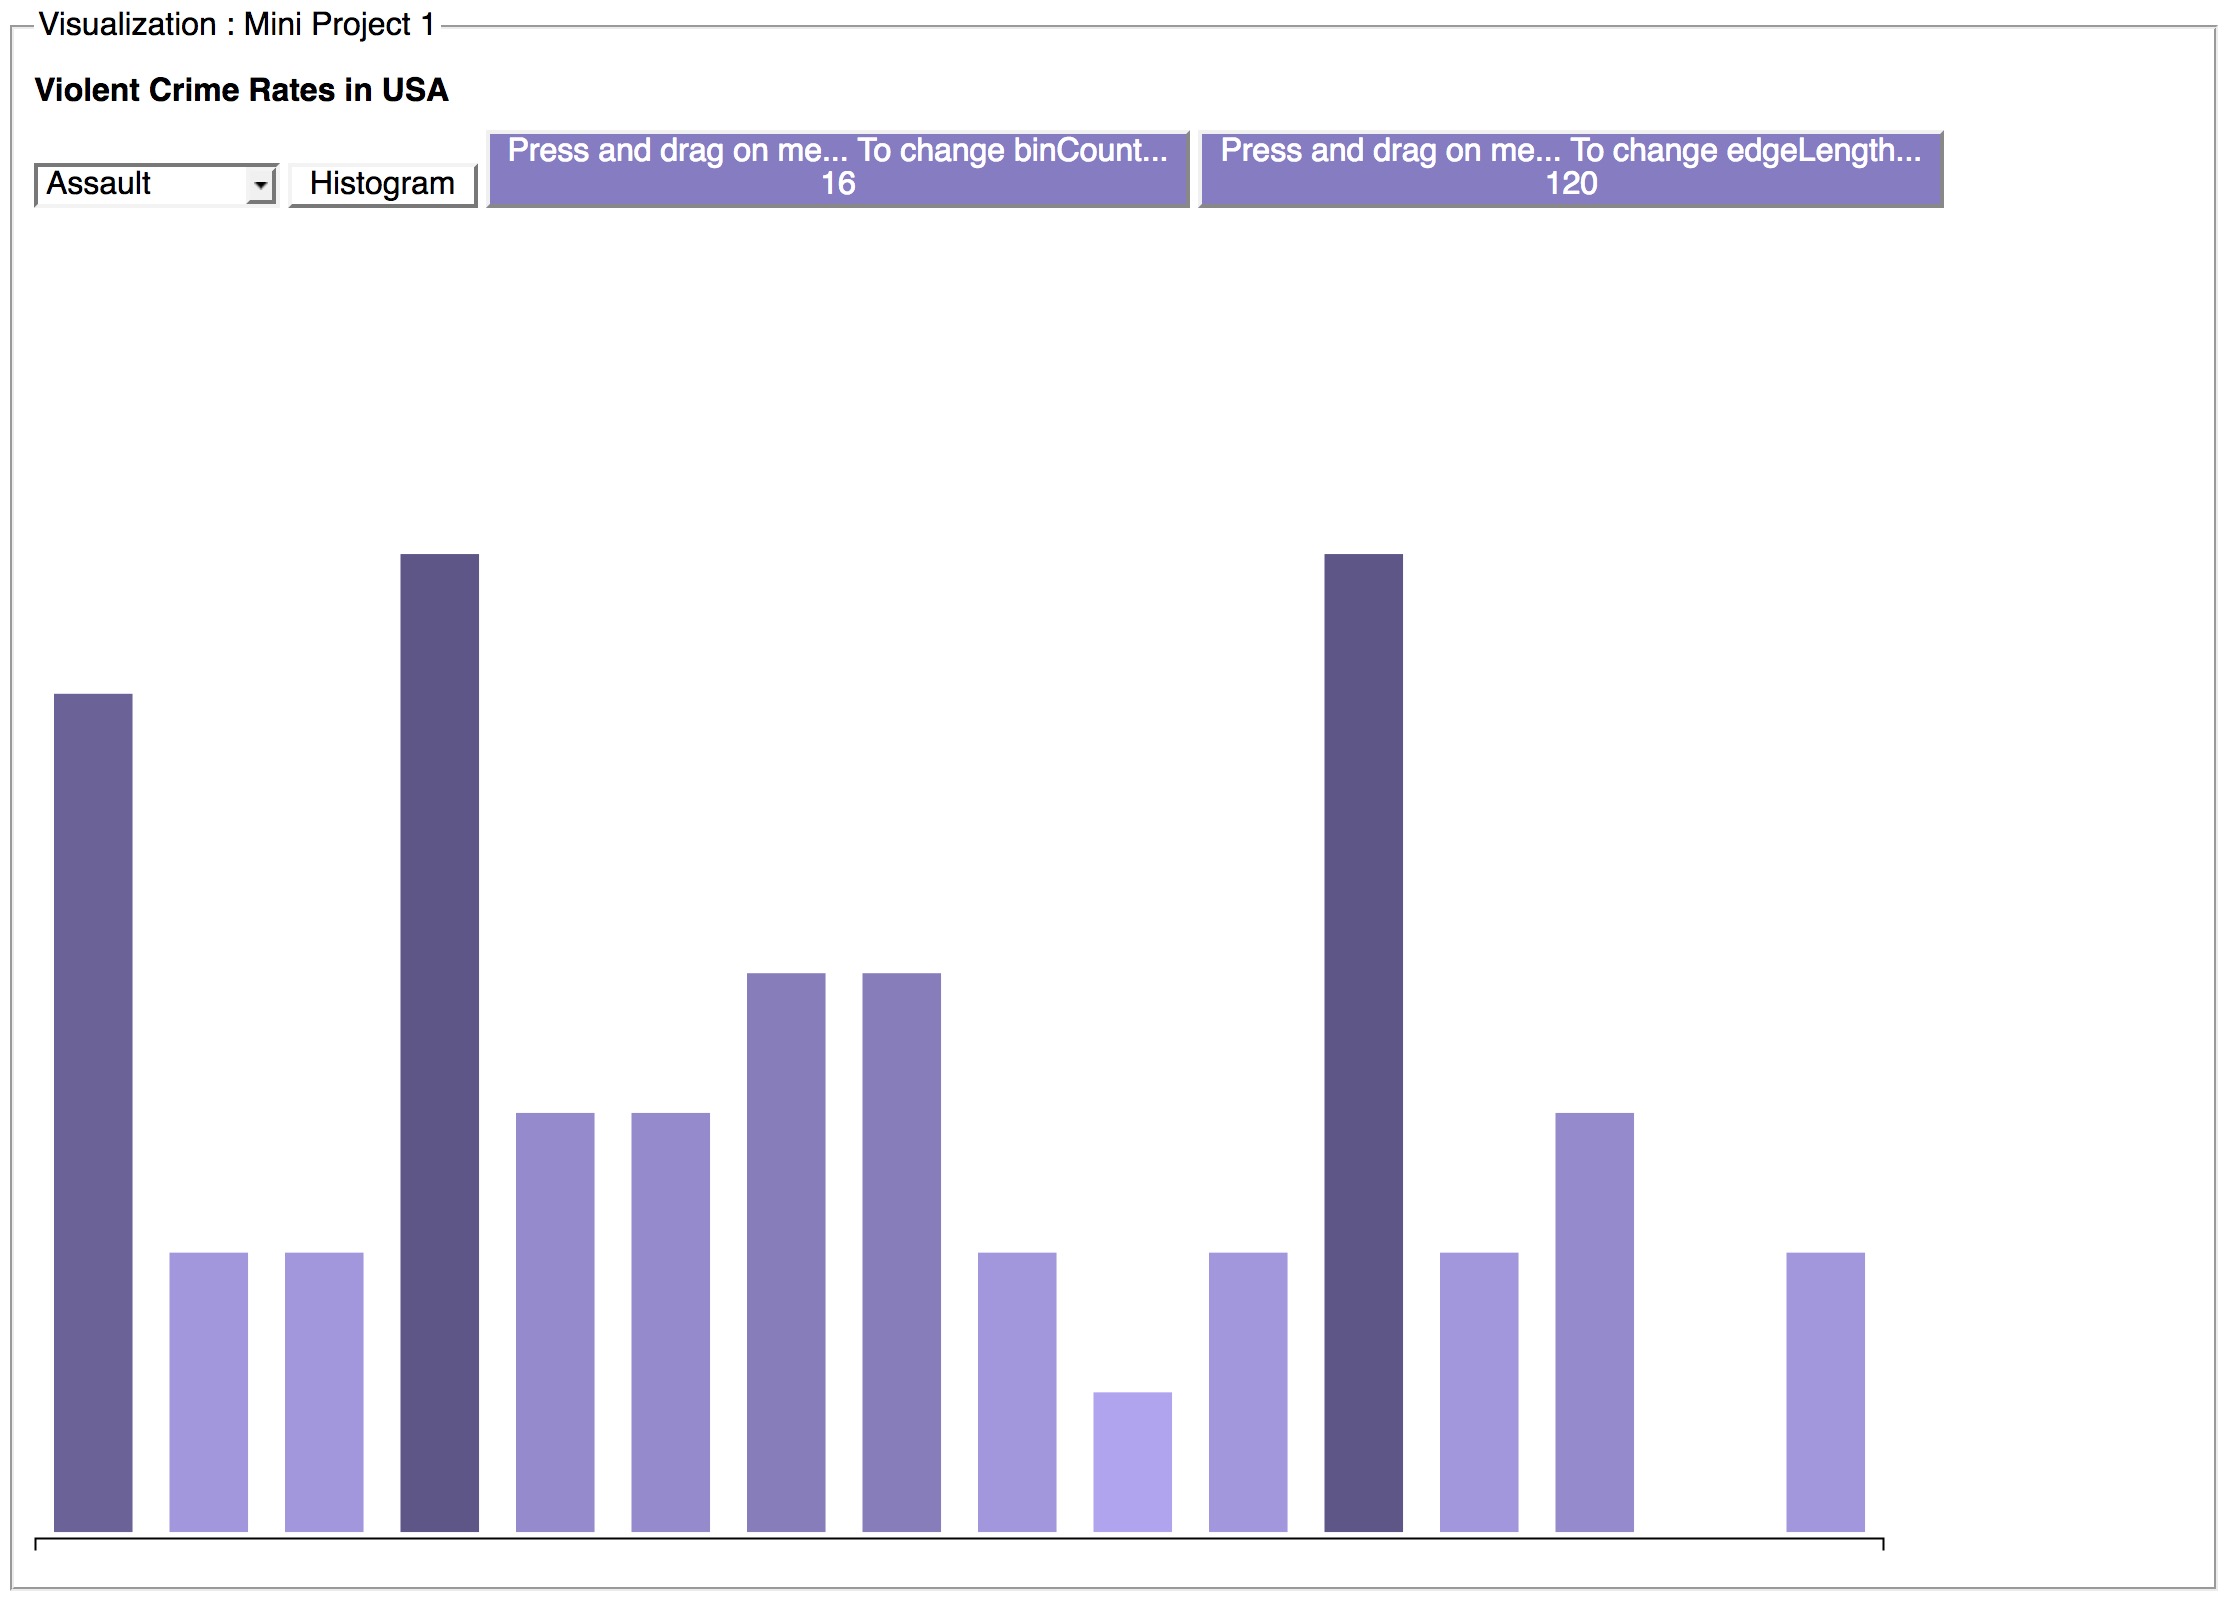 Visualization : Mini Project 1
Violent Crime Rates in USA
Assault
Histogram
Press and drag on me... To change binCount...
16
Press and drag on me... To change edgeLength...
120